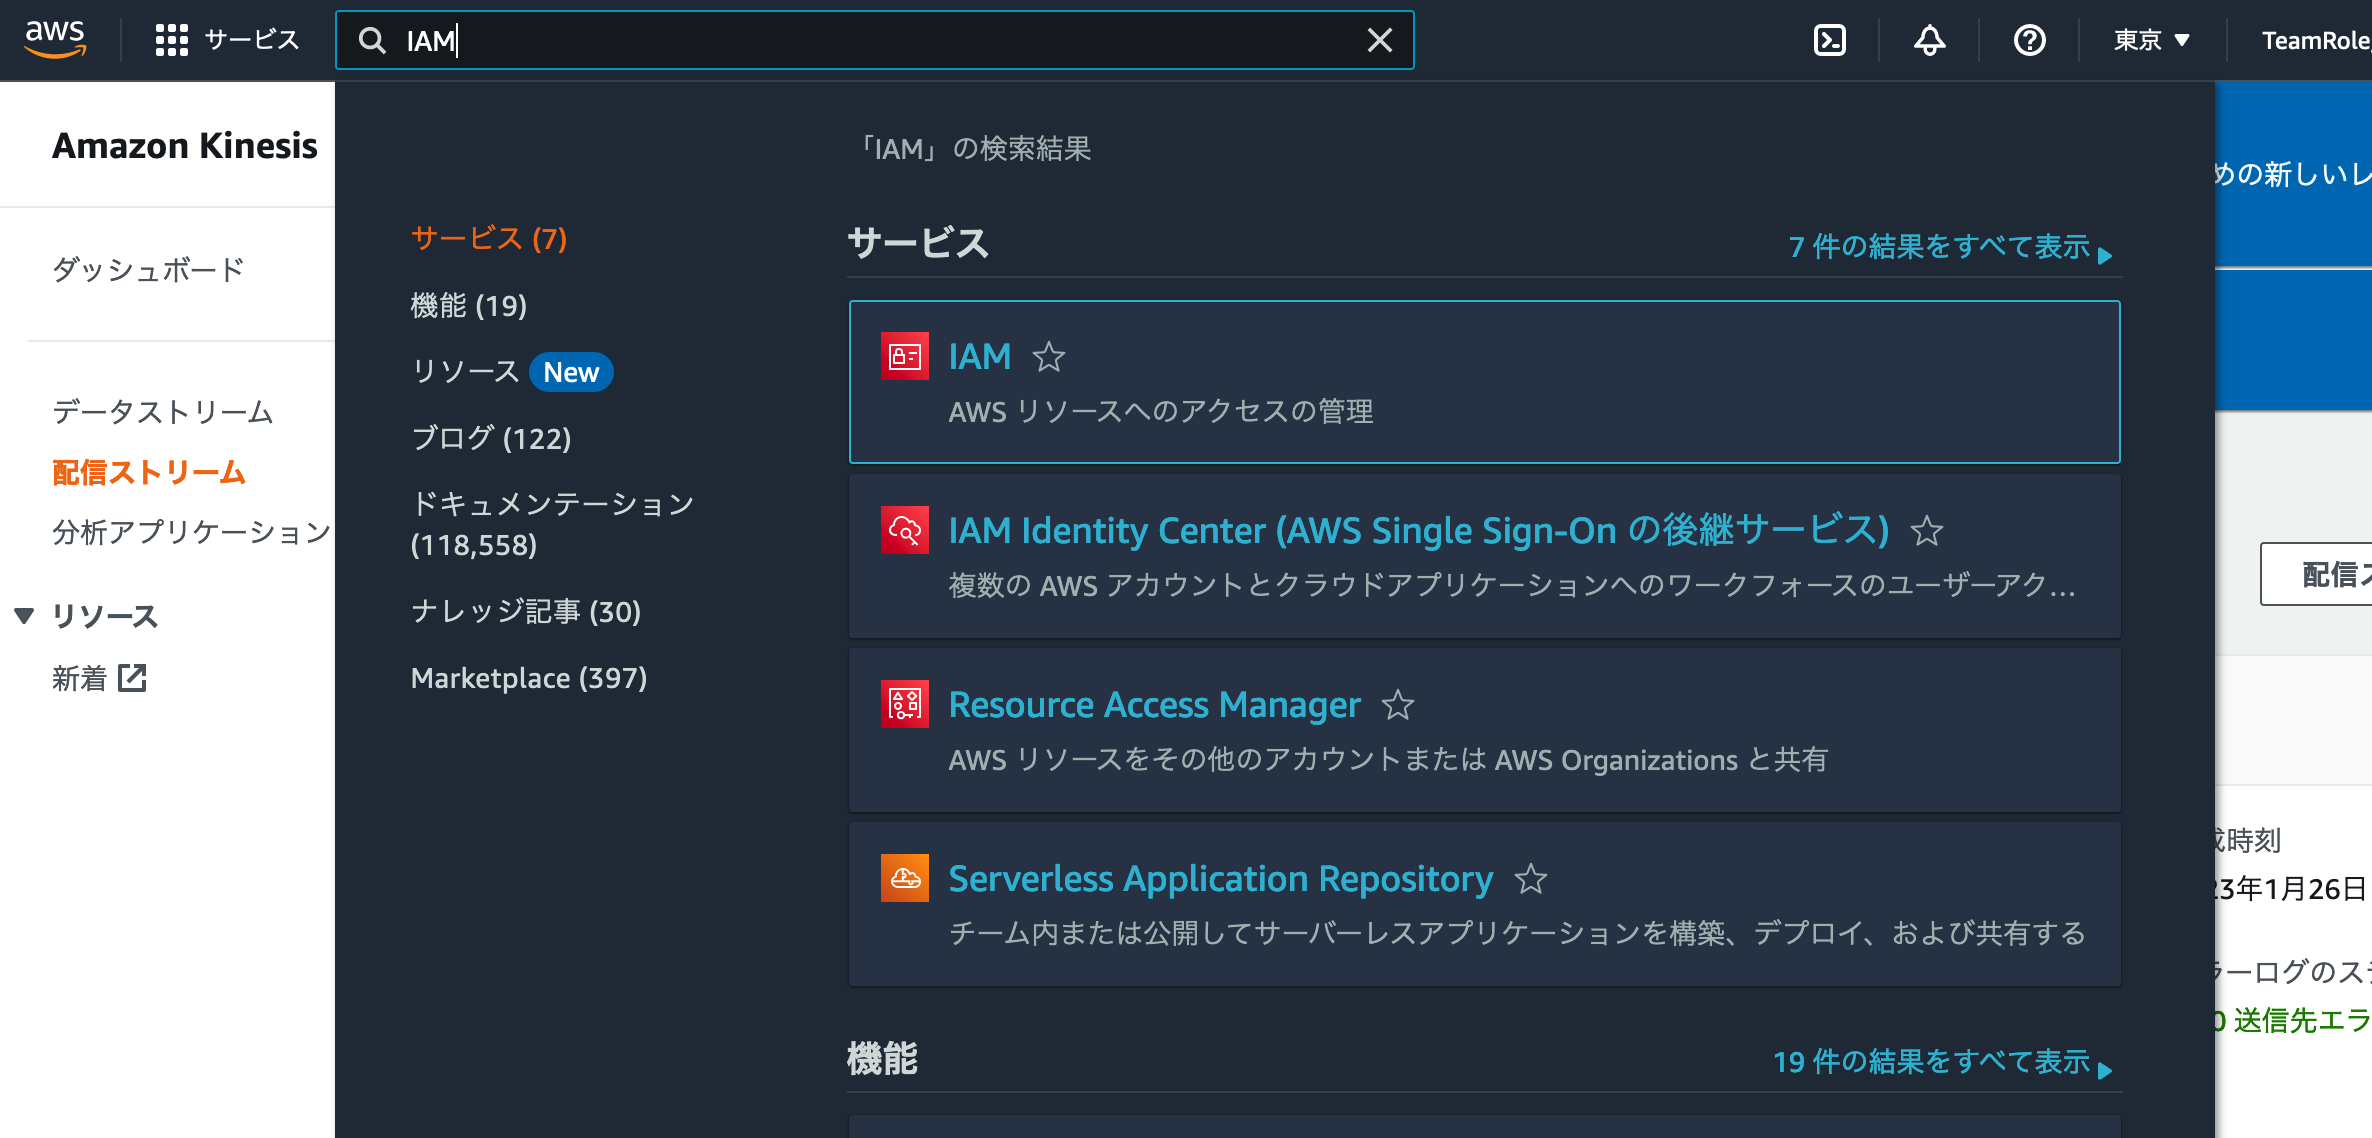 aws
サービス
IAM
東京
TeamRole
Amazon Kinesis
ダッシュボード
データストリーム
配信ストリーム
分析アプリケーション
リソース
新着
「IAM」の検索結果
サービス (7)
機能 (19)
リソース New
ブログ (122)
ドキュメンテーション
(118,558)
ナレッジ記事 (30)
Marketplace (397)
サービス
7 件の結果をすべて表示
IAM
AWS リソースへのアクセスの管理
IAM Identity Center (AWS Single Sign-On の後継サービス)
複数の AWS アカウントとクラウドアプリケーションへのワークフォースのユーザーアク...
Resource Access Manager
AWS リソースをその他のアカウントまたは AWS Organizations と共有
Serverless Application Repository
チーム内または公開してサーバーレスアプリケーションを構築、デプロイ、および共有する
機能
19 件の結果をすべて表示
めの新しいレ
配信ス
時刻
23年1月26日
ラーログのス
0 送信先エラ